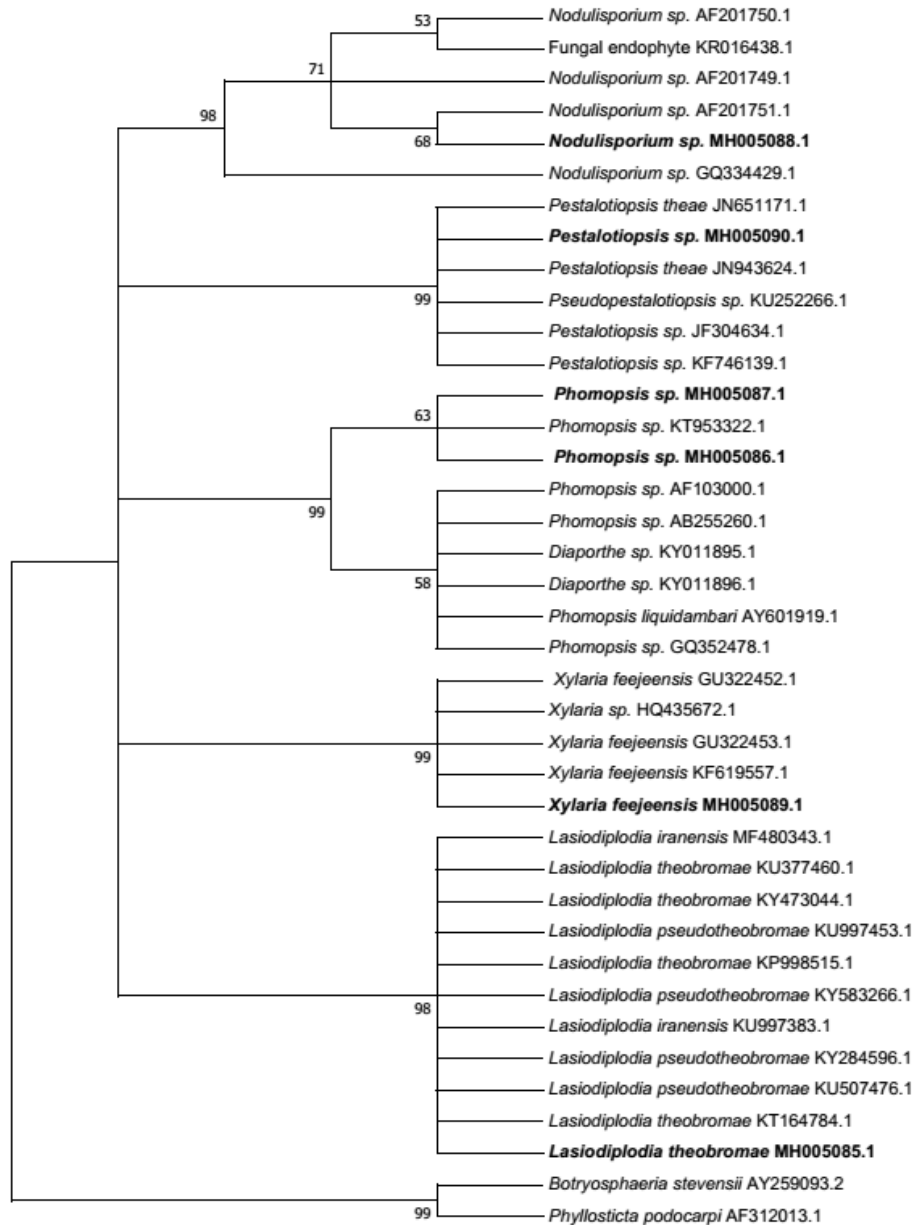 53
Nodulisporium sp. AF201750.1
Fungal endophyte KR016438.1
71
Nodulisporium sp. AF201749.1
98
Nodulisporium sp. AF201751.1
68
Nodulisporium sp. MH005088.1
Nodulisporium sp. GQ334429.1
Pestalotiopsis theae JN651171.1
Pestalotiopsis sp. MH005090.1
Pestalotiopsis theae JN943624.1
99
Pseudopestalotiopsis sp. KU252266.1
Pestalotiopsis sp. JF304634.1
Pestalotiopsis sp. KF746139.1
Phomopsis sp. MH005087.1
63
Phomopsis sp. KT953322.1
Phomopsis sp. MH005086.1
99
Phomopsis sp. AF103000.1
Phomopsis sp. AB255260.1
Diaporthe sp. KY011895.1
58
Diaporthe sp. KY011896.1
Phomopsis liquidambari AY601919.1
Phomopsis sp. GQ352478.1
Xylaria feejeensis GU322452.1
Xylaria sp. HQ435672.1
99
Xylaria feejeensis GU322453.1
Xylaria feejeensis KF619557.1
Xylaria feejeensis MH005089.1
Lasiodiplodia iranensis MF480343.1
Lasiodiplodia theobromae KU377460.1
Lasiodiplodia theobromae KY473044.1
Lasiodiplodia pseudotheobromae KU997453.1
Lasiodiplodia theobromae KP998515.1
98
Lasiodiplodia pseudotheobromae KY583266.1
Lasiodiplodia iranensis KU997383.1
Lasiodiplodia pseudotheobromae KY284596.1
Lasiodiplodia pseudotheobromae KU507476.1
Lasiodiplodia theobromae KT164784.1
Lasiodiplodia theobromae MH005085.1
Botryosphaeria stevensii AY259093.2
99
Phyllosticta podocarpi AF312013.1